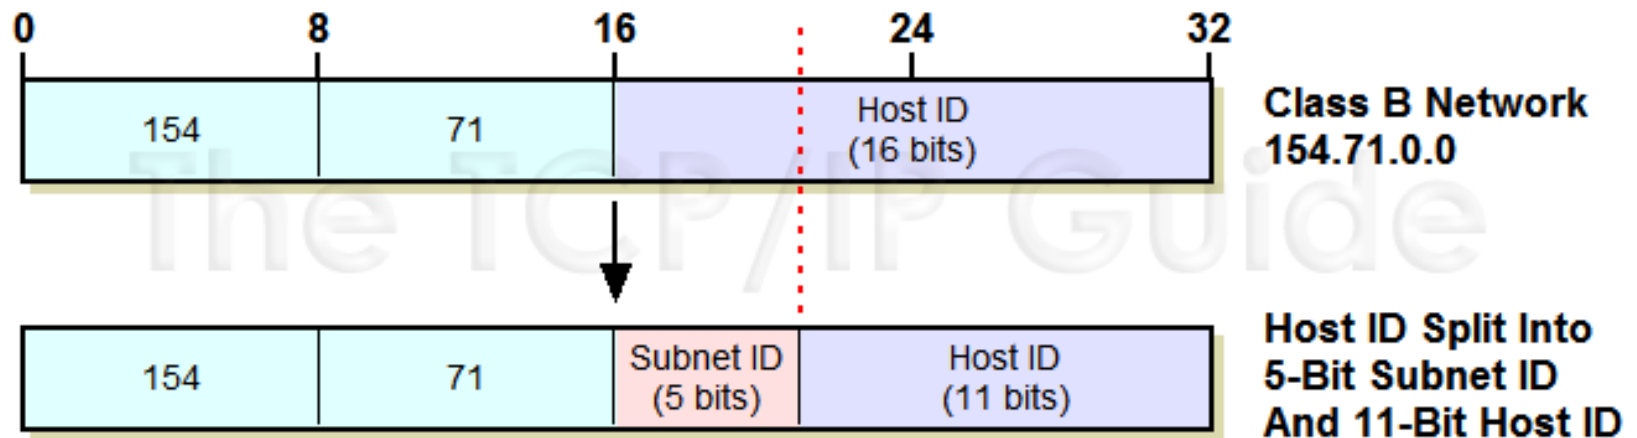 0 8 16 24 32
154 71 Host ID
(16 bits)
Class B Network
154.71.0.0
The TCP/IP Guide
154 71 Subnet ID
(5 bits)
Host ID
(11 bits)
Host ID Split Into
5-Bit Subnet ID
And 11-Bit Host ID